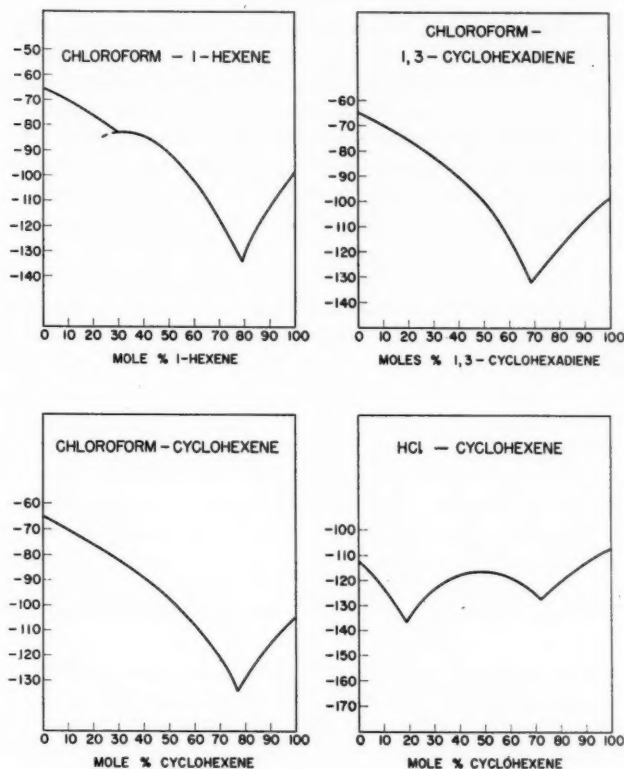 CHLOROFORM – 1-HEXENE
-50
-60
-70
-80
-90
-100
-110
-120
-130
-140
0 10 20 30 40 50 60 70 80 90 100
MOLE % 1-HEXENE
CHLOROFORM –
1,3-CYCLOHEXADIENE
-60
-70
-80
-90
-100
-110
-120
-130
-140
-150
0 10 20 30 40 50 60 70 80 90 100
MOLES % 1,3-CYCLOHEXADIENE
CHLOROFORM – CYCLOHEXENE
-60
-70
-80
-90
-100
-110
-120
-130
0 10 20 30 40 50 60 70 80 90 100
MOLE % CYCLOHEXENE
HCl — CYCLOHEXENE
-100
-110
-120
-130
-140
-150
-160
-170
0 10 20 30 40 50 60 70 80 90 100
MOLE % CYCLOHEXENE